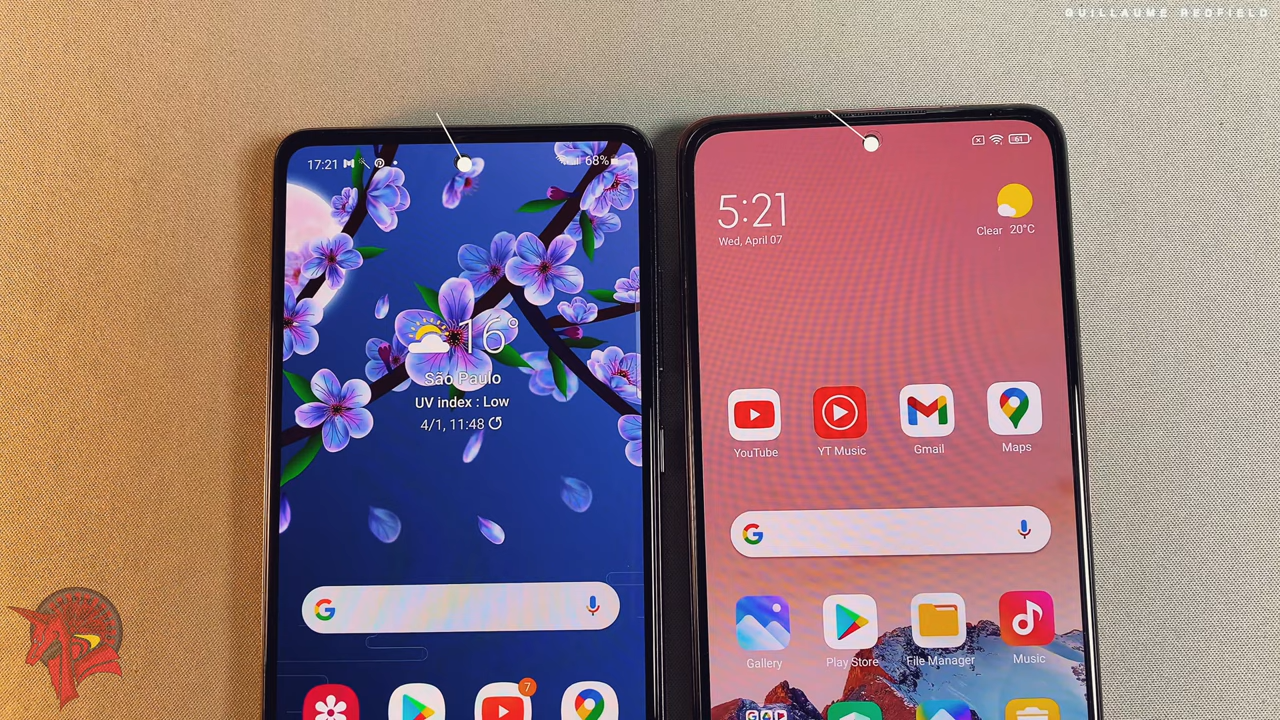 GUILLAUME REDFIELD
17:21
68%
16°
São Paulo
UV index : Low
4/1, 11:48
7
61
5:21
Wed, April 07
Clear 20°C
YouTube
YT Music
Gmail
Maps
Gallery
Play Store
File Manager
Music